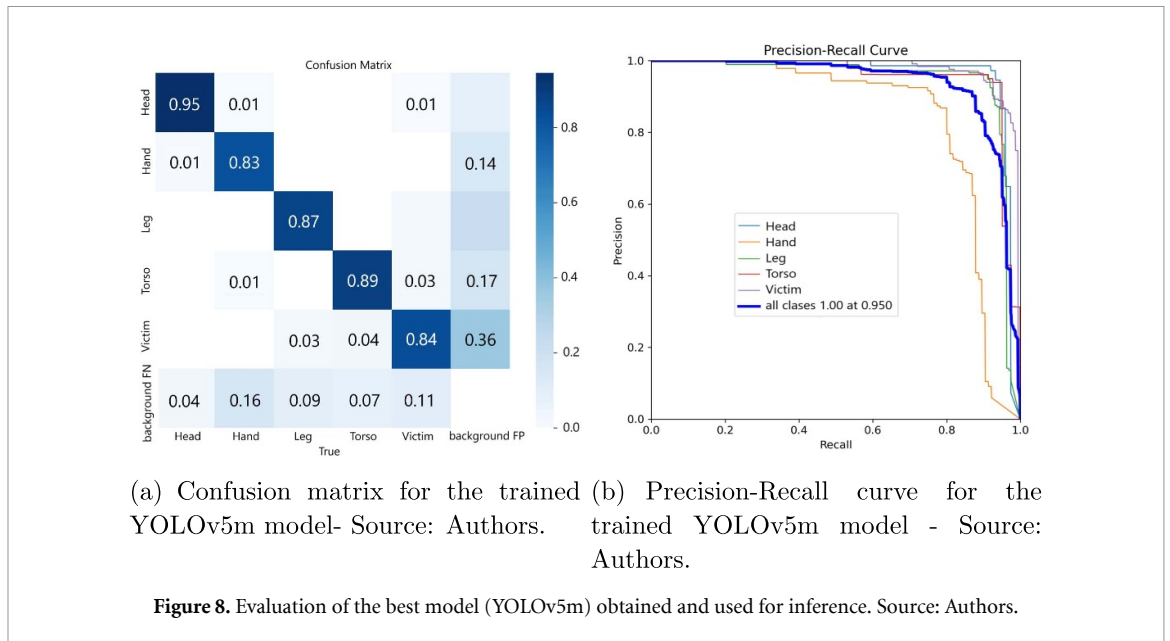 Confusion Matrix
Head 0.95 0.01 0.01
Hand 0.01 0.83 0.14
Leg 0.87
Torso 0.01 0.89 0.03 0.17
Victim 0.03 0.04 0.84 0.36
background FN 0.04 0.16 0.09 0.07 0.11
Head Hand Leg Torso Victim background FP
True
0.8
0.6
0.4
0.2
0.0
Precision-Recall Curve
Precision
1.0
0.8
0.6
0.4
0.2
0.0
Head
Hand
Leg
Torso
Victim
all clases 1.00 at 0.950
0.0 0.2 0.4 0.6 0.8 1.0
Recall
(a) Confusion matrix for the trained
YOLOv5m model- Source: Authors.
(b) Precision-Recall curve for the
trained YOLOv5m model - Source:
Authors.
Figure 8. Evaluation of the best model (YOLOv5m) obtained and used for inference. Source: Authors.